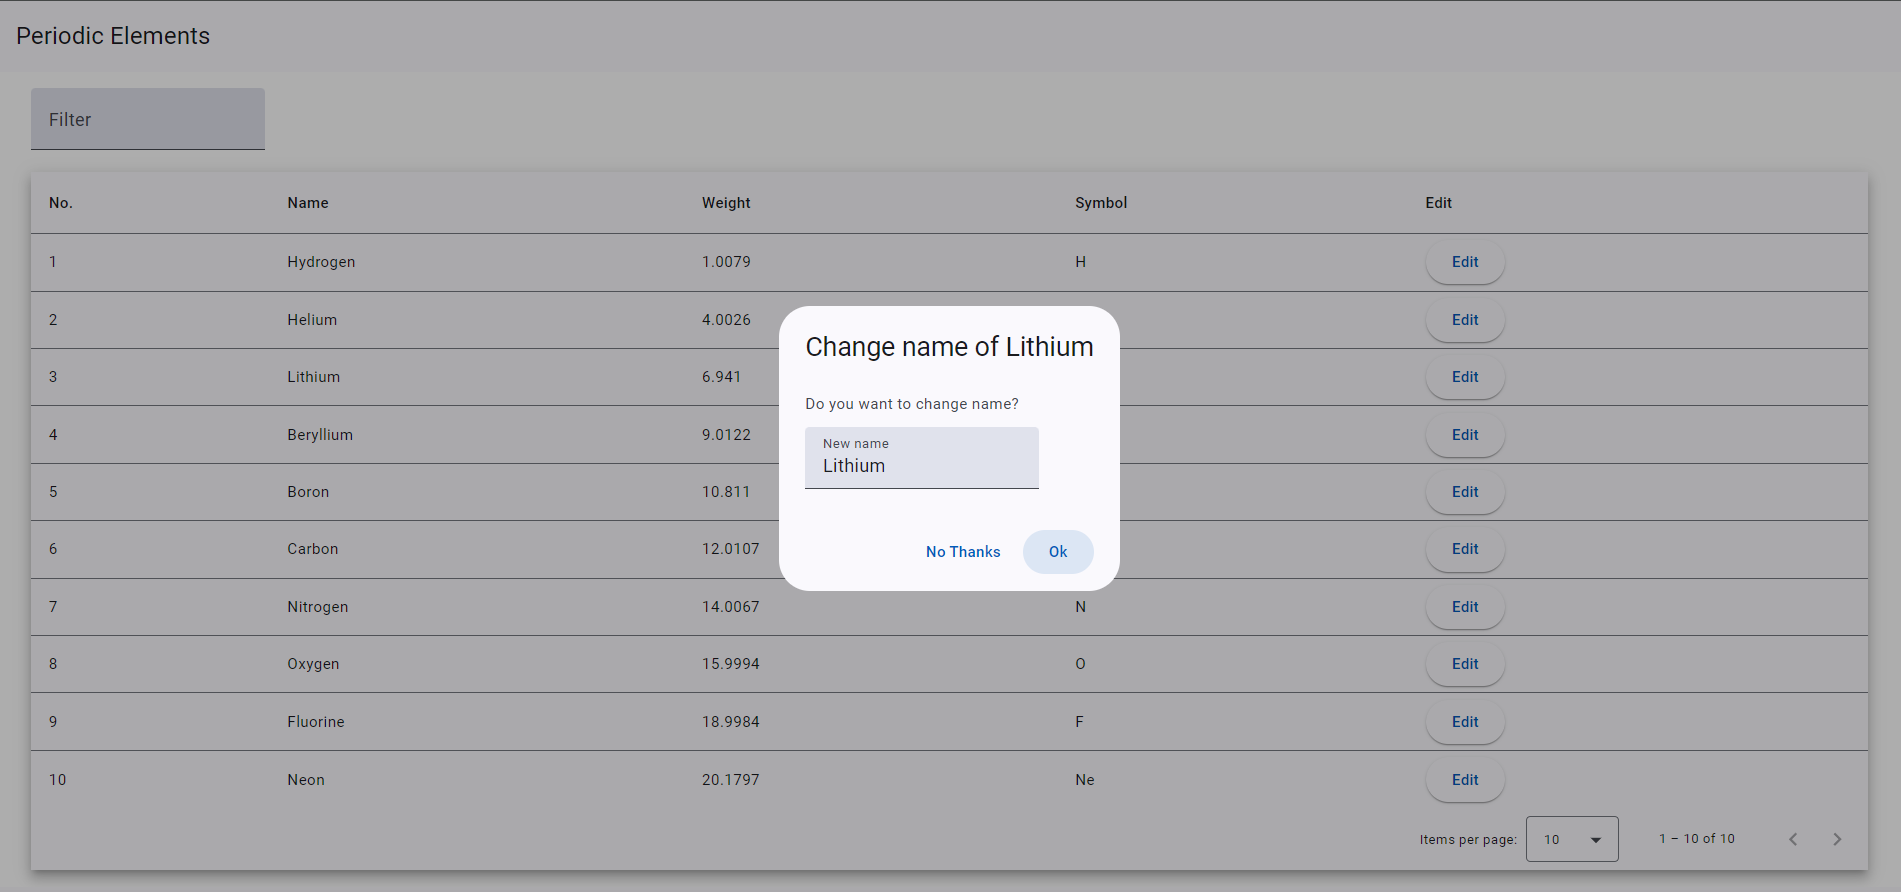 Periodic Elements
Filter
No. Name Weight Symbol Edit
1 Hydrogen 1.0079 H Edit
2 Helium 4.0026 Edit
3 Lithium 6.941 Edit
4 Beryllium 9.0122 Edit
5 Boron 10.811 Edit
6 Carbon 12.0107 Edit
7 Nitrogen 14.0067 N Edit
8 Oxygen 15.9994 O Edit
9 Fluorine 18.9984 F Edit
10 Neon 20.1797 Ne Edit
Items per page: 10 1 – 10 of 10
Change name of Lithium
Do you want to change name?
New name
Lithium
No Thanks Ok